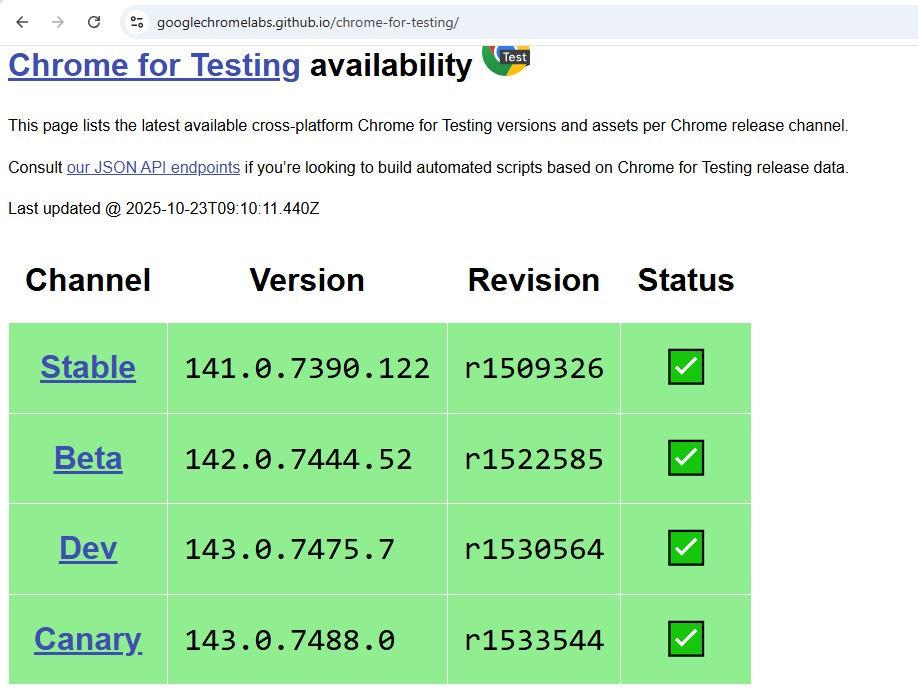 googlechromelabs.github.io/chrome-for-testing/
Chrome for Testing availability Test
This page lists the latest available cross-platform Chrome for Testing versions and assets per Chrome release channel.
Consult our JSON API endpoints if you’re looking to build automated scripts based on Chrome for Testing release data.
Last updated @ 2025-10-23T09:10:11.440Z
Channel Version Revision Status
Stable 141.0.7390.122 r1509326 ✅
Beta 142.0.7444.52 r1522585 ✅
Dev 143.0.7475.7 r1530564 ✅
Canary 143.0.7488.0 r1533544 ✅